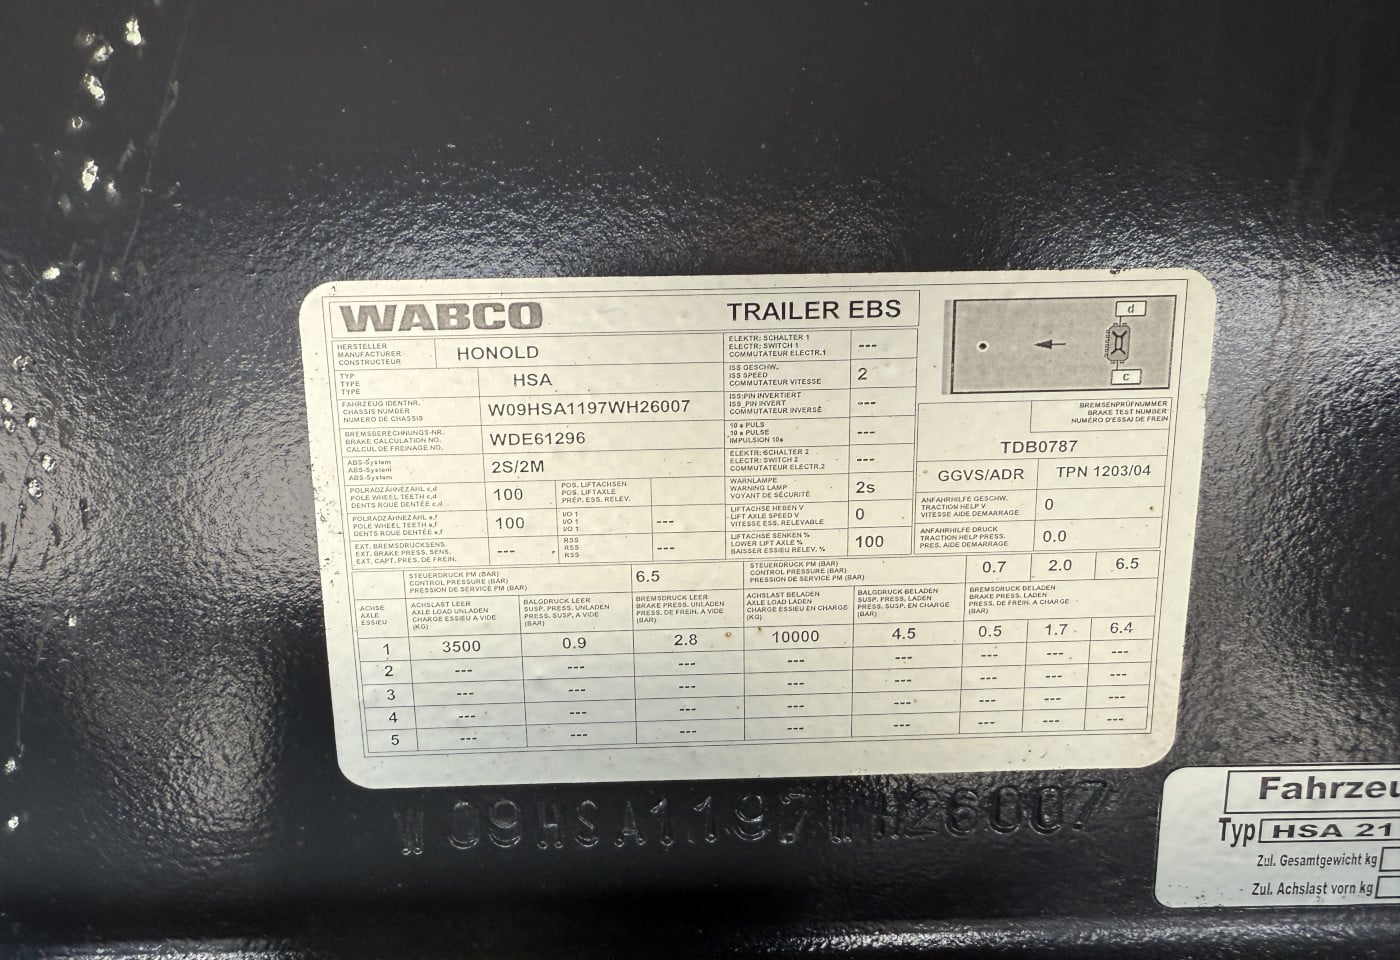 WABCO
TRAILER EBS
d
c
HERSTELLER
MANUFACTURER
CONSTRUCTEUR
HONOLD
TYP
TYPE
TYPE
HSA
FAHRZEUG IDENTNR.
CHASSIS NUMBER
NUMÉRO DE CHASSIS
W09HSA1197WH26007
BREMSBERECHNUNGS-NR.
BRAKE CALCULATION NO.
CALCUL DE FREINAGE NO.
WDE61296
ABS-System
ABS-System
ABS-System
2S/2M
POLRADZÄHNEZAHL c,d
POLE WHEEL TEETH c,d
DENTS ROUE DENTÉE c,d
100
POS. LIFTACHSEN
POS. LIFTAXLE
PRÉP. ESS. RELEV.
POLRADZÄHNEZAHL e,f
POLE WHEEL TEETH e,f
DENTS ROUE DENTÉE e,f
100
I/O 1
I/O 1
I/O 1
---
EXT. BREMSDRUCKSENS.
EXT. BRAKE PRESS. SENS.
EXT. CAPT. PRES. DE FREIN.
---
RSS
RSS
RSS
---
ELEKTR: SCHALTER 1
ELECTR: SWITCH 1
COMMUTATEUR ELECTR.1
---
ISS GESCHW.
ISS SPEED
COMMUTATEUR VITESSE
2
ISS:PIN INVERTIERT
ISS_PIN INVERT
COMMUTATEUR INVERSÉ
---
10 s PULS
10 s PULSE
IMPULSION 10s
---
ELEKTR: SCHALTER 2
ELECTR: SWITCH 2
COMMUTATEUR ELECTR.2
---
WARNLAMPE
WARNING LAMP
VOYANT DE SÉCURITÉ
2s
LIFTACHSE HEBEN V
LIFT AXLE SPEED V
VITESSE ESS. RELEVABLE
0
LIFTACHSE SENKEN %
LOWER LIFT AXLE %
BAISSER ESSIEU RELEV. %
100
BREMSENPRÜFNUMMER
BRAKE TEST NUMBER
NUMÉRO D'ESSAI DE FREIN
TDB0787
GGVS/ADR
TPN 1203/04
ANFAHRHILFE GESCHW.
TRACTION HELP V
VITESSE AIDE DEMARRAGE
0
ANFAHRHILFE DRUCK
TRACTION HELP PRESS.
PRES. AIDE DEMARRAGE
0.0
STEUERDRUCK PM (BAR)
CONTROL PRESSURE (BAR)
PRESSION DE SERVICE PM (BAR)
6.5
STEUERDRUCK PM (BAR)
CONTROL PRESSURE (BAR)
PRESSION DE SERVICE PM (BAR)
0.7 2.0 6.5
ACHSE
AXLE
ESSIEU
ACHSLAST LEER
AXLE LOAD UNLADEN
CHARGE ESSIEU A VIDE
(KG)
BALGDRUCK LEER
SUSP. PRESS. UNLADEN
PRESS. SUSP. A VIDE
(BAR)
BREMSDRUCK LEER
BRAKE PRESS. UNLADEN
PRESS. DE FREIN. A VIDE
(BAR)
ACHSLAST BELADEN
AXLE LOAD LADEN
CHARGE ESSIEU EN CHARGE
(KG)
BALGDRUCK BELADEN
SUSP. PRESS. LADEN
PRESS. SUSP. EN CHARGE
(BAR)
BREMSDRUCK BELADEN
BRAKE PRESS. LADEN
PRESS. DE FREIN. A CHARGE
(BAR)
1 3500 0.9 2.8 10000 4.5 0.5 1.7 6.4
2 --- --- --- --- --- --- --- ---
3 --- --- --- --- --- --- --- ---
4 --- --- --- --- --- --- --- ---
5 --- --- --- --- --- --- --- ---
W09HSA1197WH26007
Fahrzeu
Typ HSA 21
Zul. Gesamtgewicht kg
Zul. Achslast vorn kg